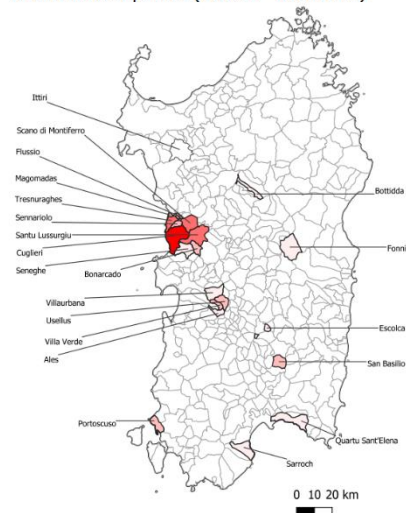 Ittiri
Scano di Montiferro
Flussio
Magomadas
Tresnuraghes
Sennariolo
Santu Lussurgiu
Cuglieri
Seneghe
Bonarcado
Bottidda
Fonni
Villaurbana
Usellus
Villa Verde
Ales
Escolca
San Basilio
Portoscuso
Quartu Sant'Elena
Sarroch
0 10 20 km